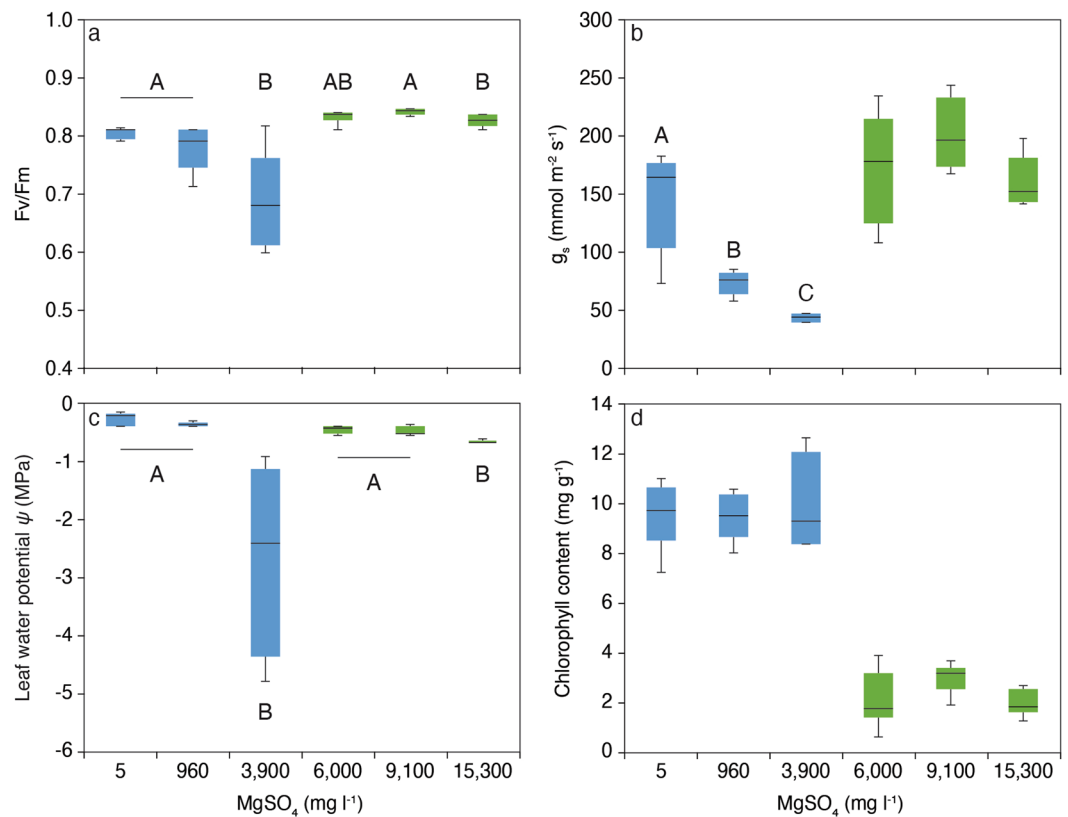 a
1.0
0.9
0.8
0.7
0.6
0.5
0.4
Fv/Fm
A
B
AB
A
B
b
300
250
200
150
100
50
0
gₛ (mmol m⁻² s⁻¹)
A
B
C
c
0
-1
-2
-3
-4
-5
-6
Leaf water potential ψ (MPa)
A
B
A
B
5 960 3,900 6,000 9,100 15,300
MgSO₄ (mg l⁻¹)
d
14
12
10
8
6
4
2
0
Chlorophyll content (mg g⁻¹)
5 960 3,900 6,000 9,100 15,300
MgSO₄ (mg l⁻¹)